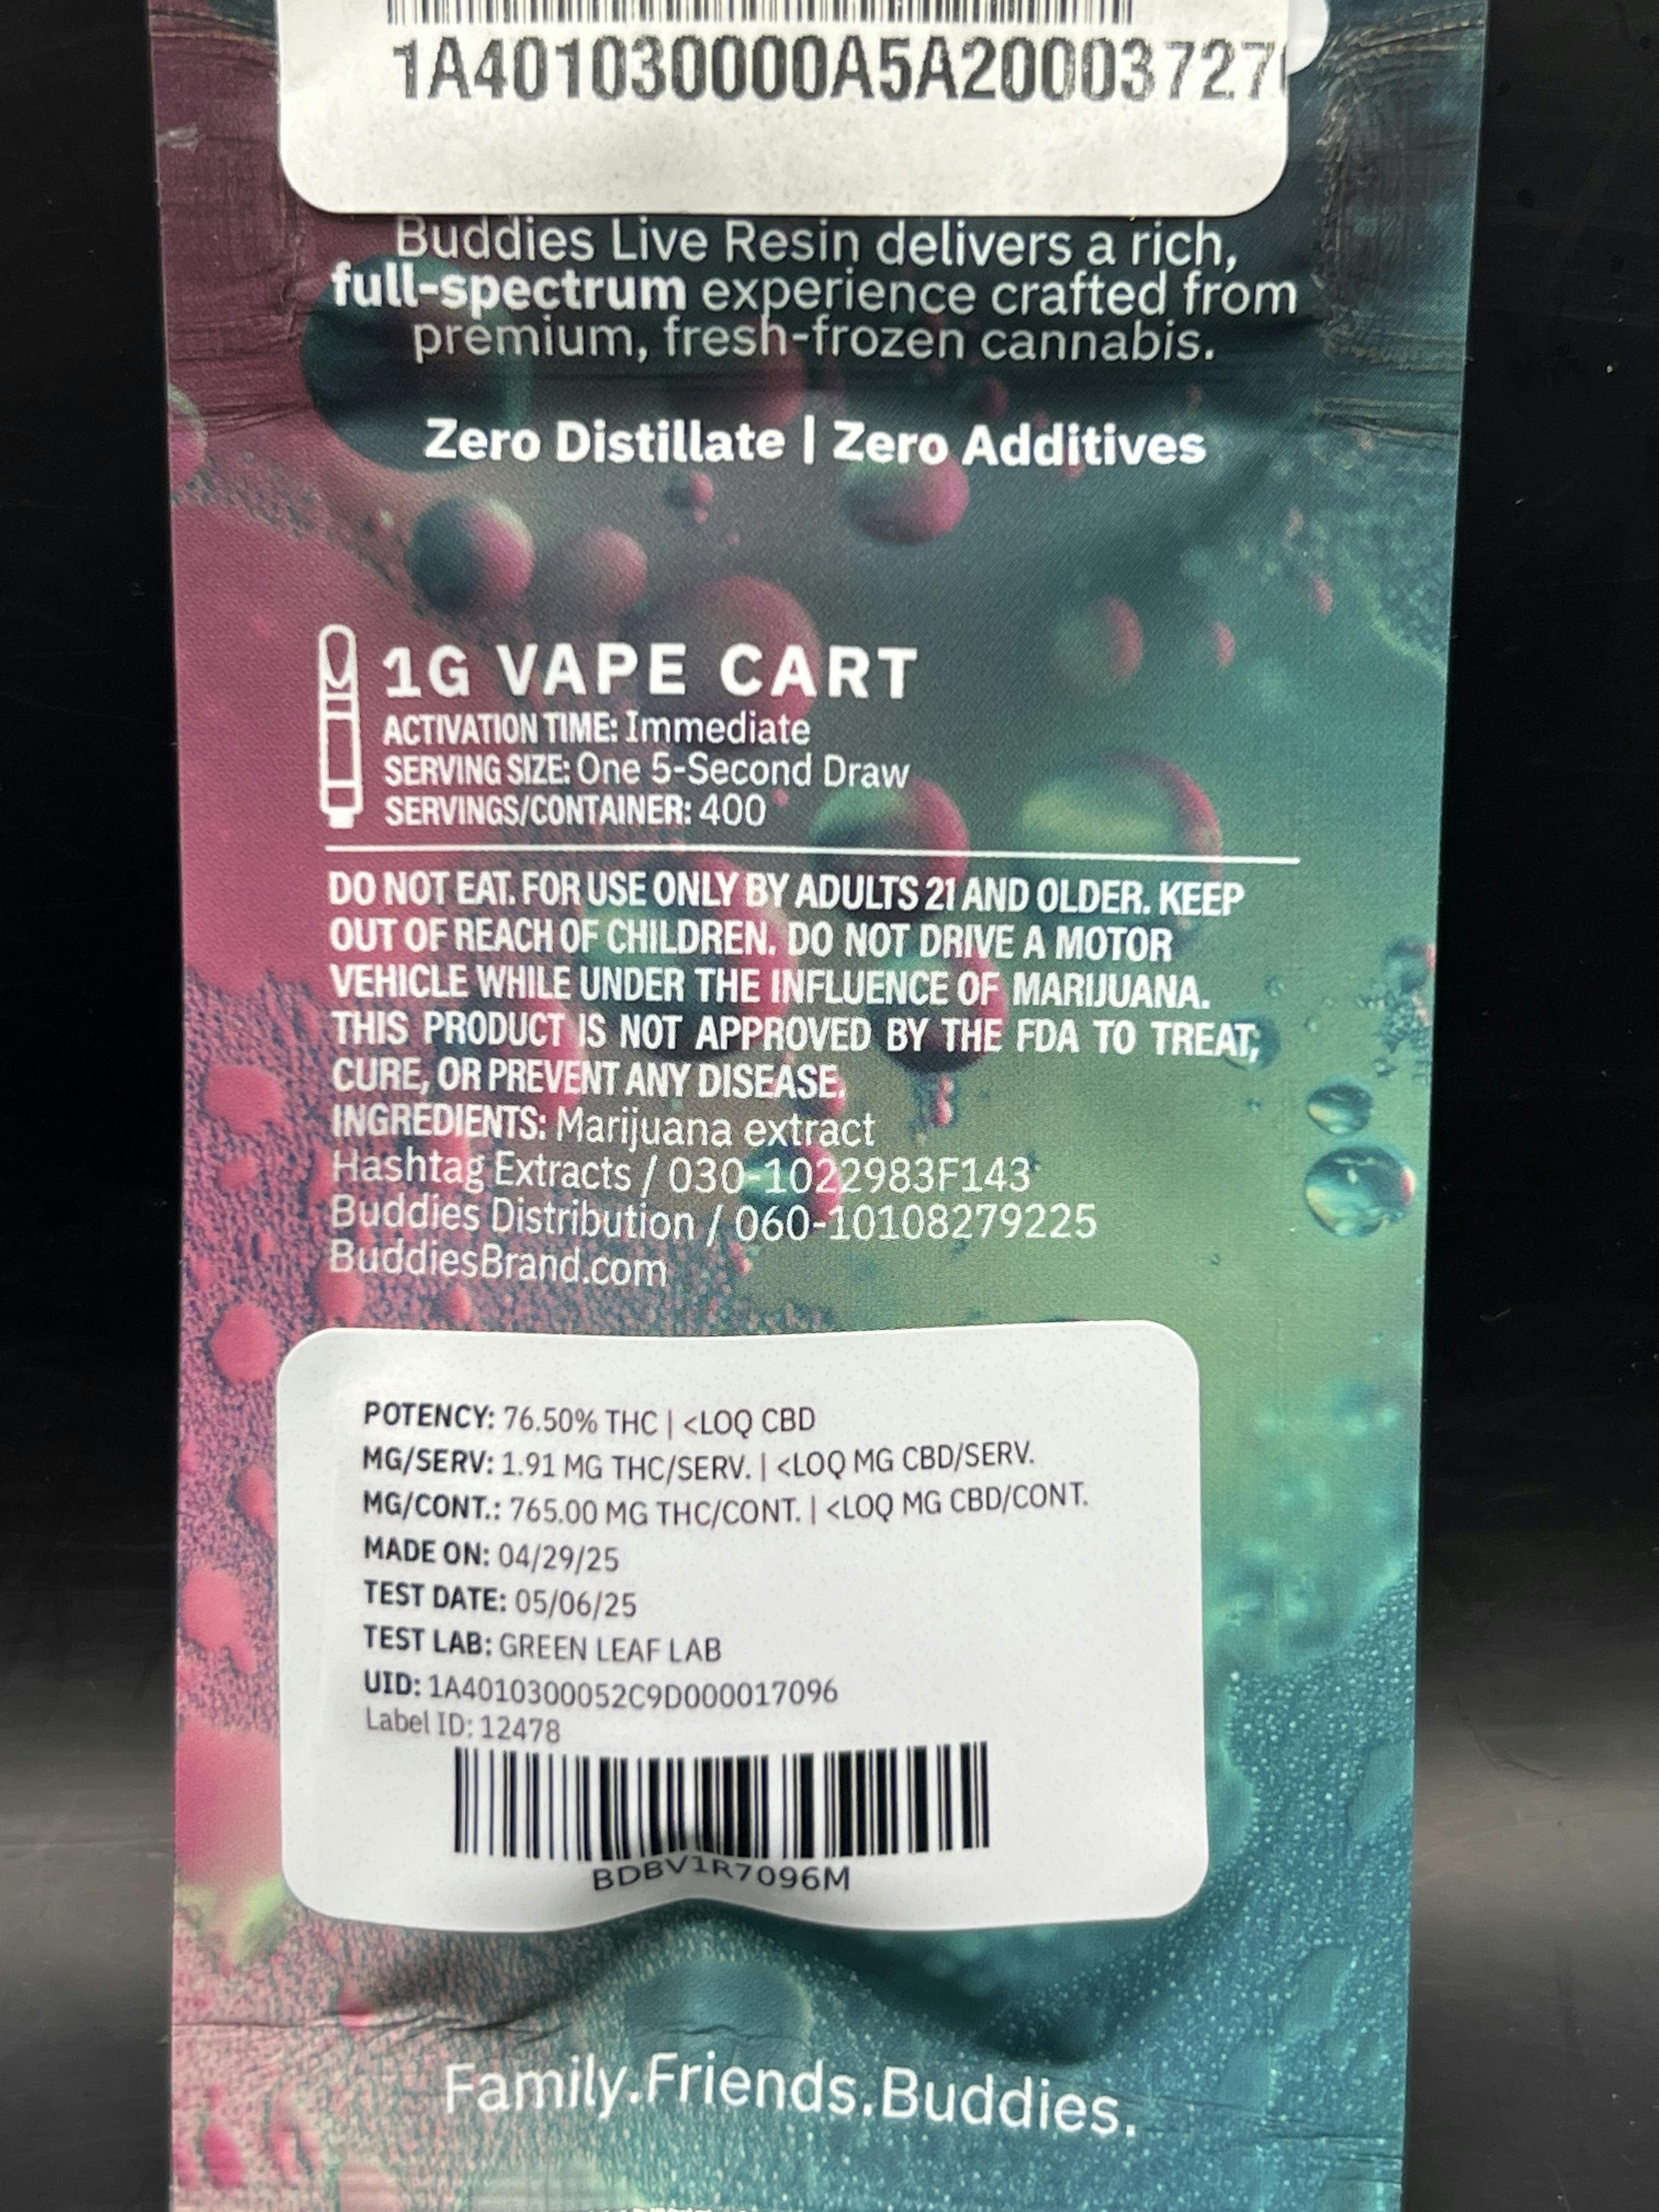 1A401030000A5A20003727
Buddies Live Resin delivers a rich,
full-spectrum experience crafted from
premium, fresh-frozen cannabis.
Zero Distillate | Zero Additives
1G VAPE CART
ACTIVATION TIME: Immediate
SERVING SIZE: One 5-Second Draw
SERVINGS/CONTAINER: 400
DO NOT EAT. FOR USE ONLY BY ADULTS 21 AND OLDER. KEEP
OUT OF REACH OF CHILDREN. DO NOT DRIVE A MOTOR
VEHICLE WHILE UNDER THE INFLUENCE OF MARIJUANA.
THIS PRODUCT IS NOT APPROVED BY THE FDA TO TREAT,
CURE, OR PREVENT ANY DISEASE.
INGREDIENTS: Marijuana extract
Hashtag Extracts / 030-1022983F143
Buddies Distribution / 060-10108279225
BuddiesBrand.com
POTENCY: 76.50% THC | <LOQ CBD
MG/SERV: 1.91 MG THC/SERV. | <LOQ MG CBD/SERV.
MG/CONT.: 765.00 MG THC/CONT. | <LOQ MG CBD/CONT.
MADE ON: 04/29/25
TEST DATE: 05/06/25
TEST LAB: GREEN LEAF LAB
UID: 1A4010300052C9D000017096
Label ID: 12478
BDBV1R7096M
Family.Friends.Buddies.